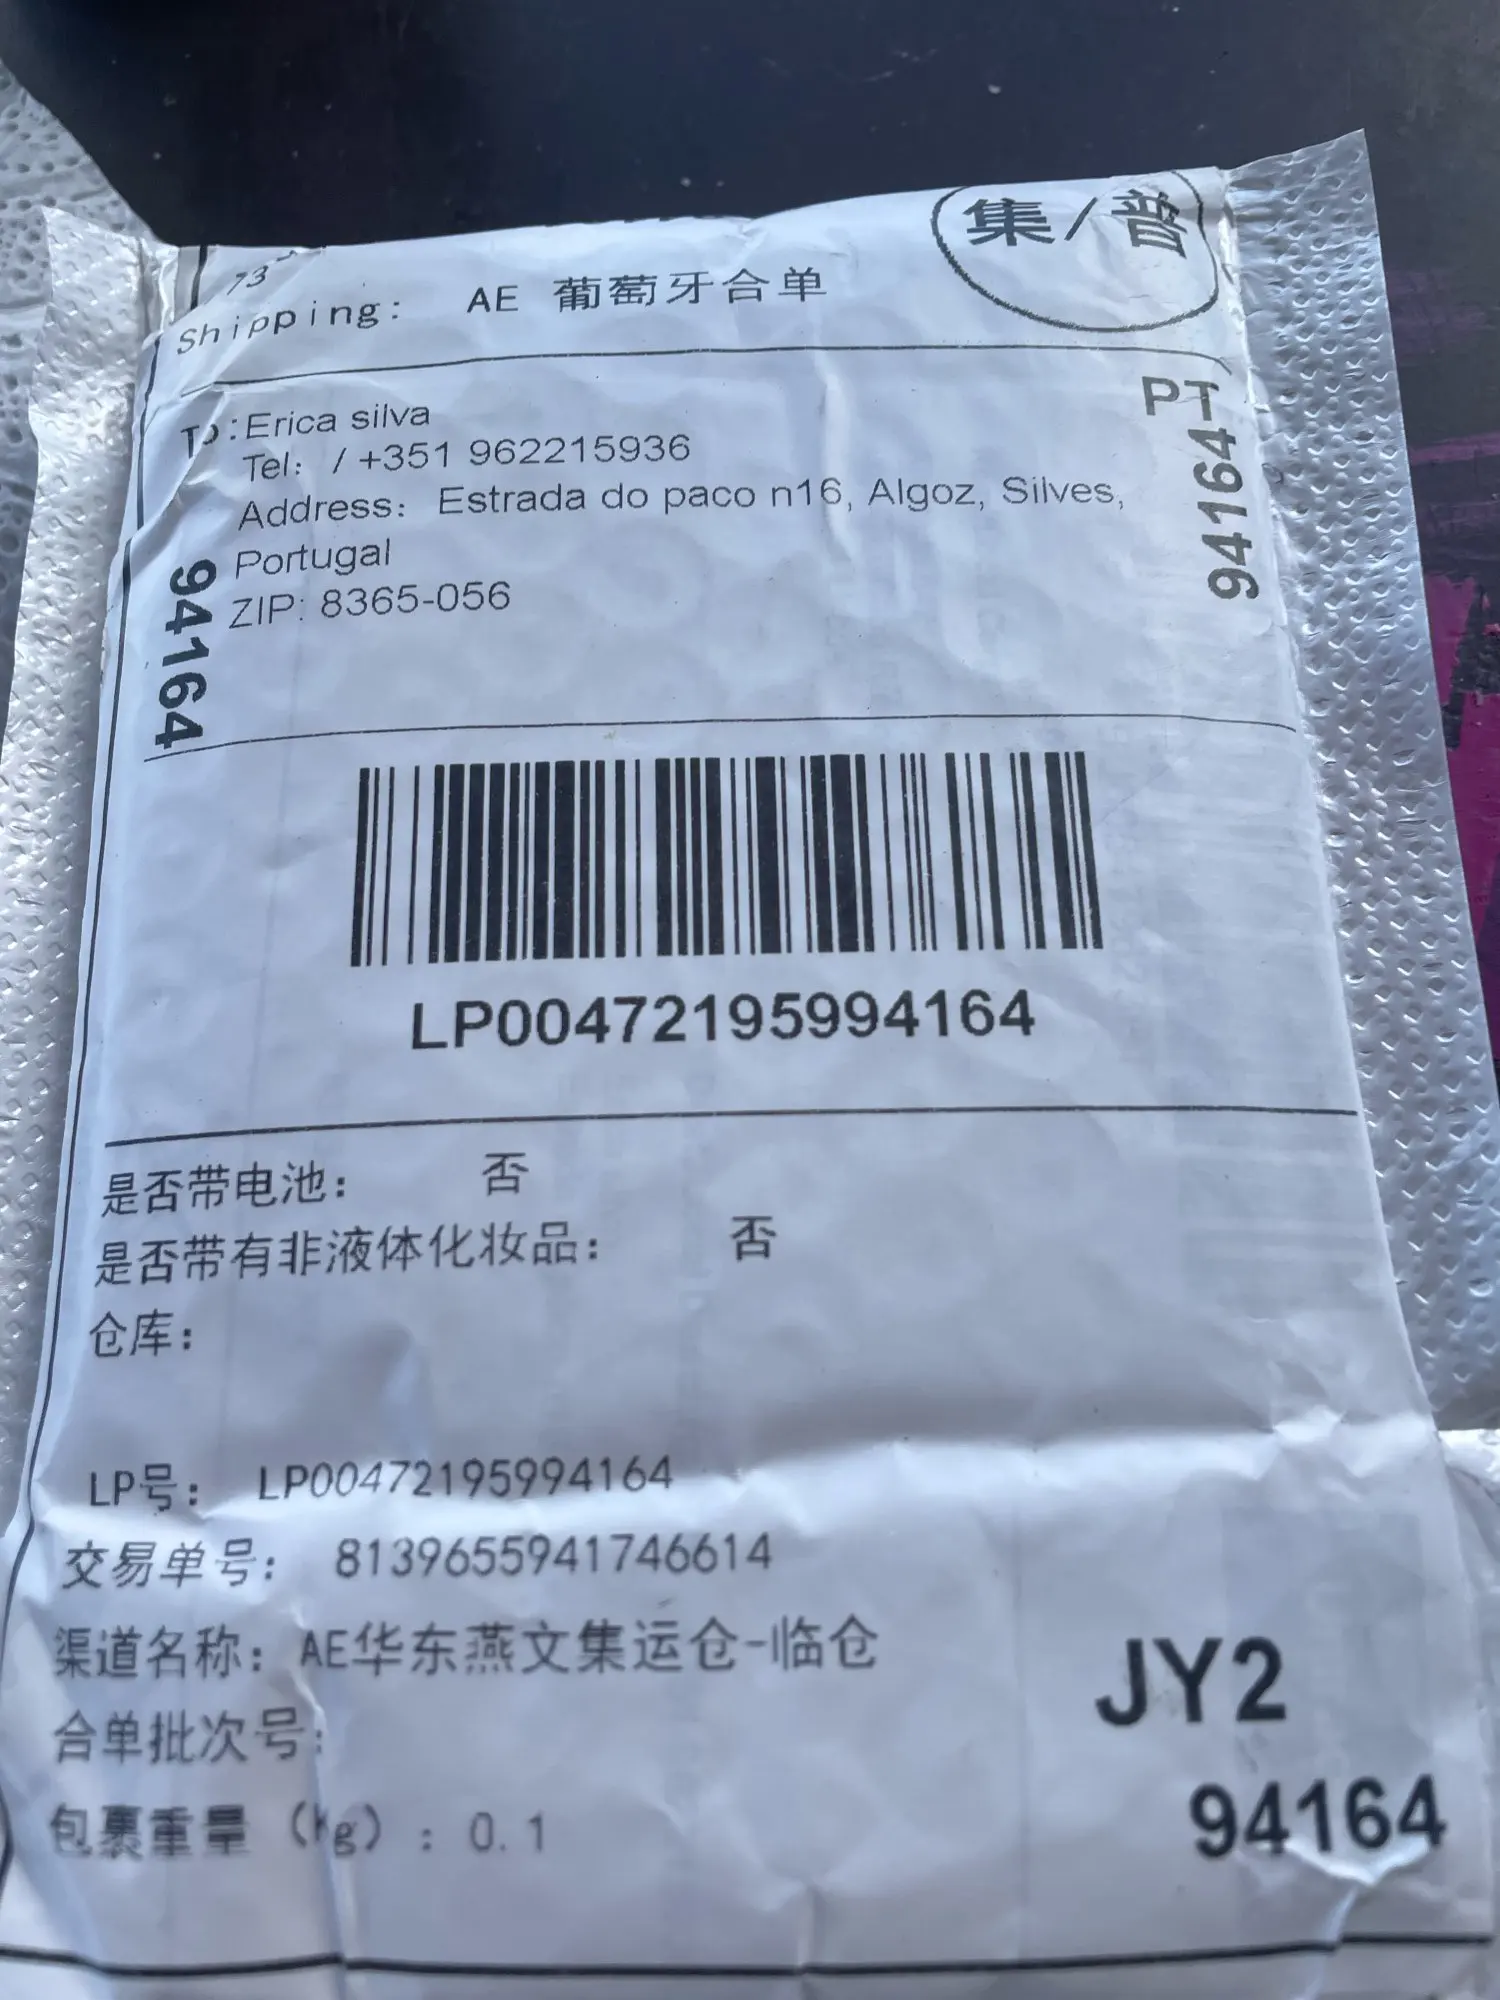 集/普
73
Shipping: AE 葡萄牙合单
To:Erica silva
Tel: / +351 962215936
Address: Estrada do paco n16, Algoz, Silves,
Portugal
ZIP: 8365-056
94164
PT
94164
LP00472195994164
是否带电池: 否
是否带有非液体化妆品: 否
仓库:
LP号: LP00472195994164
交易单号: 8139655941746614
渠道名称: AE华东燕文集运仓-临仓
合单批次号:
包裹重量 (kg) : 0.1
JY2
94164